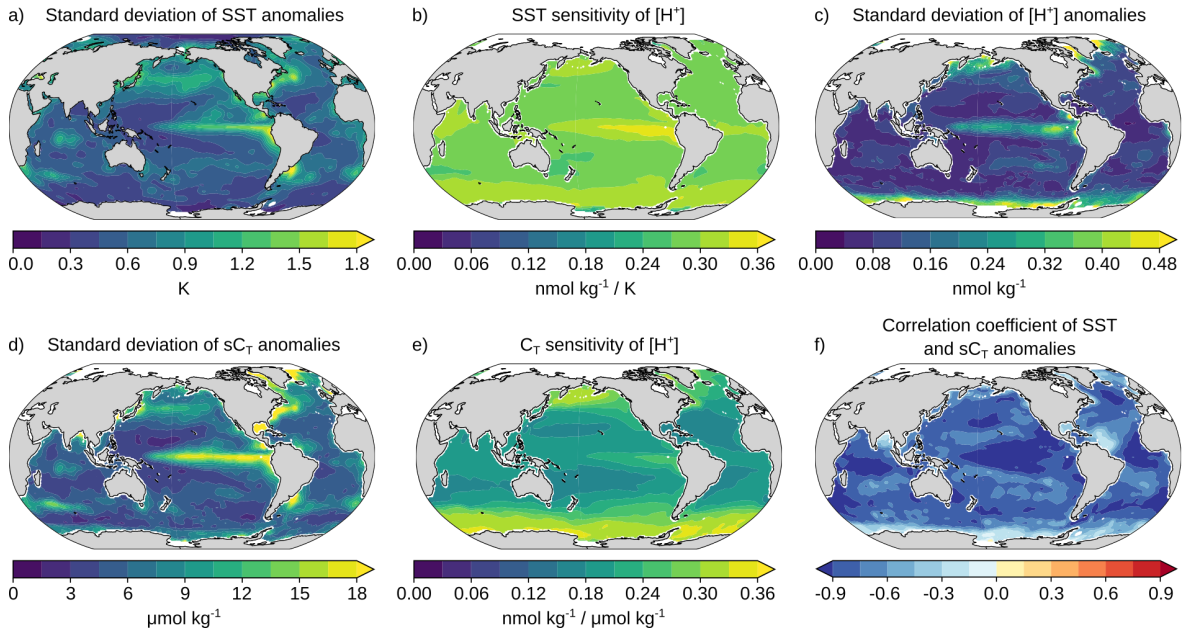 a) Standard deviation of SST anomalies
b) SST sensitivity of [H⁺]
c) Standard deviation of [H⁺] anomalies
0.0 0.3 0.6 0.9 1.2 1.5 1.8
K
0.00 0.06 0.12 0.18 0.24 0.30 0.36
nmol kg⁻¹ / K
0.00 0.08 0.16 0.24 0.32 0.40 0.48
nmol kg⁻¹
d) Standard deviation of sC_T anomalies
e) C_T sensitivity of [H⁺]
f) Correlation coefficient of SST
and sC_T anomalies
0 3 6 9 12 15 18
μmol kg⁻¹
0.00 0.06 0.12 0.18 0.24 0.30 0.36
nmol kg⁻¹ / μmol kg⁻¹
-0.9 -0.6 -0.3 0.0 0.3 0.6 0.9